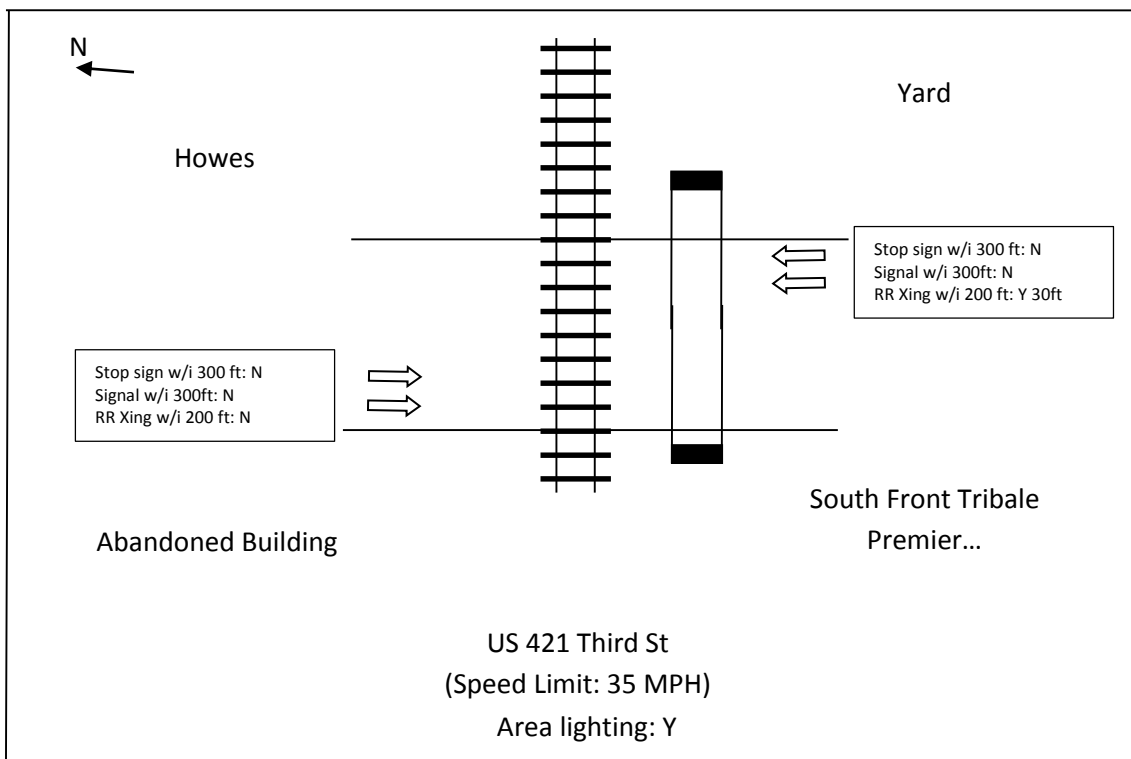 N
Yard
Howes
Stop sign w/i 300 ft: N
Signal w/i 300ft: N
RR Xing w/i 200 ft: Y 30ft
Stop sign w/i 300 ft: N
Signal w/i 300ft: N
RR Xing w/i 200 ft: N
South Front Tribale
Premier…
Abandoned Building
US 421 Third St
(Speed Limit: 35 MPH)
Area lighting: Y